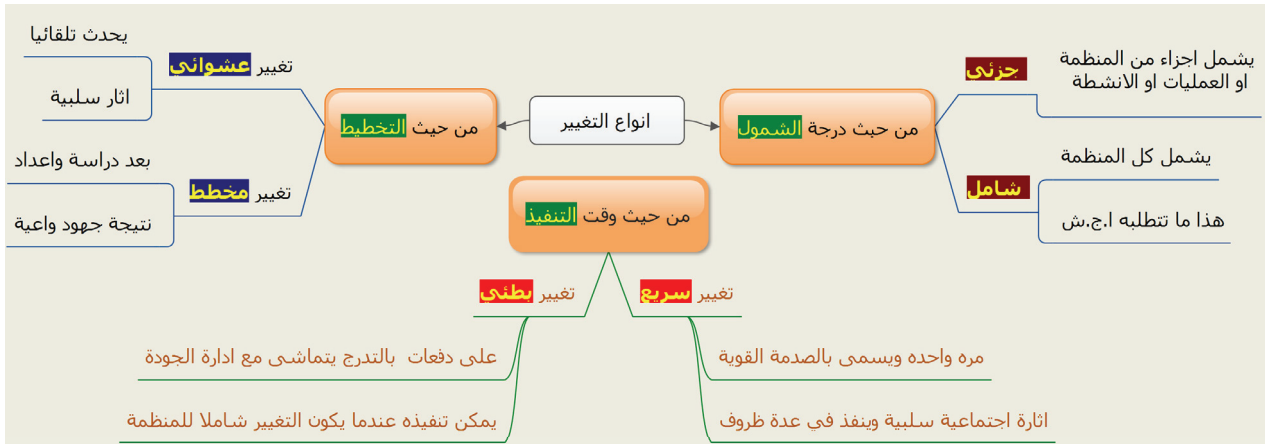 انواع التغيير
من حبث درجة الشمول
جزئي
يشمل اجزاء من المنظمة
او العمليات او الانشطة
شامل
يشمل كل المنظمة
هذا ما تتطلبه ا.ج.ش
من حيث التخطيط
تغيير عشوائي
يحدث تلقائيا
اثار سلبية
تغيير مخطط
بعد دراسة واعداد
نتيجة جهود واعية
من حيث وقت التنفيذ
تغيير سريع
مره واحده ويسمى بالصدمة القوية
اثارة اجتماعية سلبية وينفذ في عدة ظروف
تغيير بطئي
على دفعات بالتدرج يتماشى مع ادارة الجودة
يمكن تنفيذه عندما يكون التغيير شاملا للمنظمة